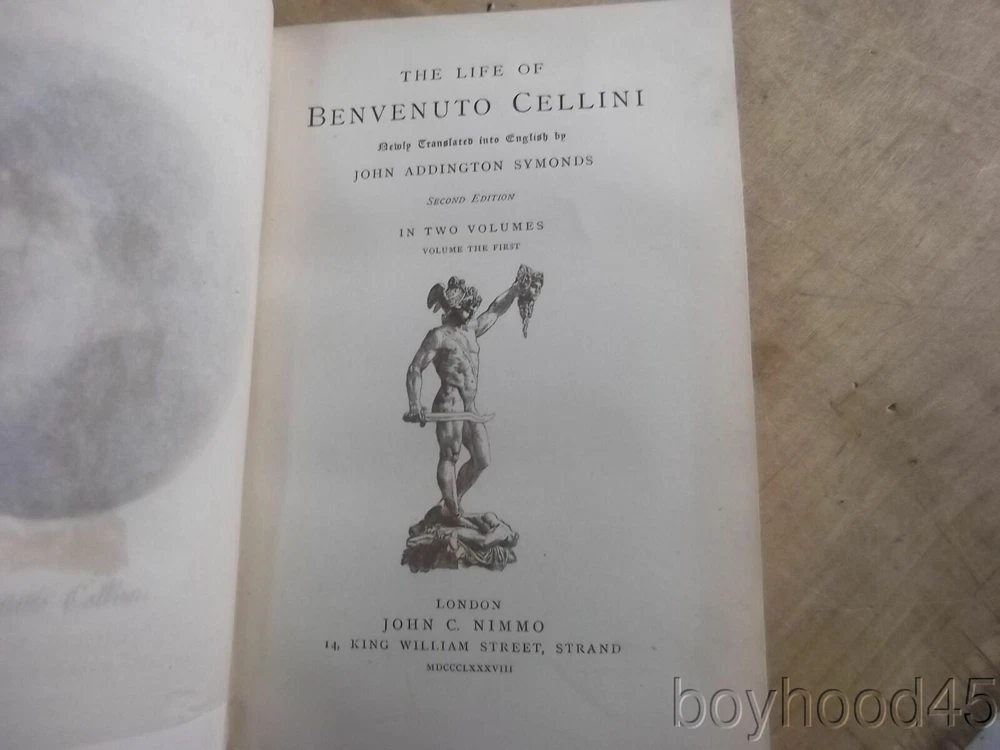 THE LIFE OF
BENVENUTO CELLINI
Newly Translated into English by
JOHN ADDINGTON SYMONDS
SECOND EDITION
IN TWO VOLUMES
VOLUME THE FIRST
LONDON
JOHN C. NIMMO
14, KING WILLIAM STREET, STRAND
MDCCCLXXXVIII
boyhood45